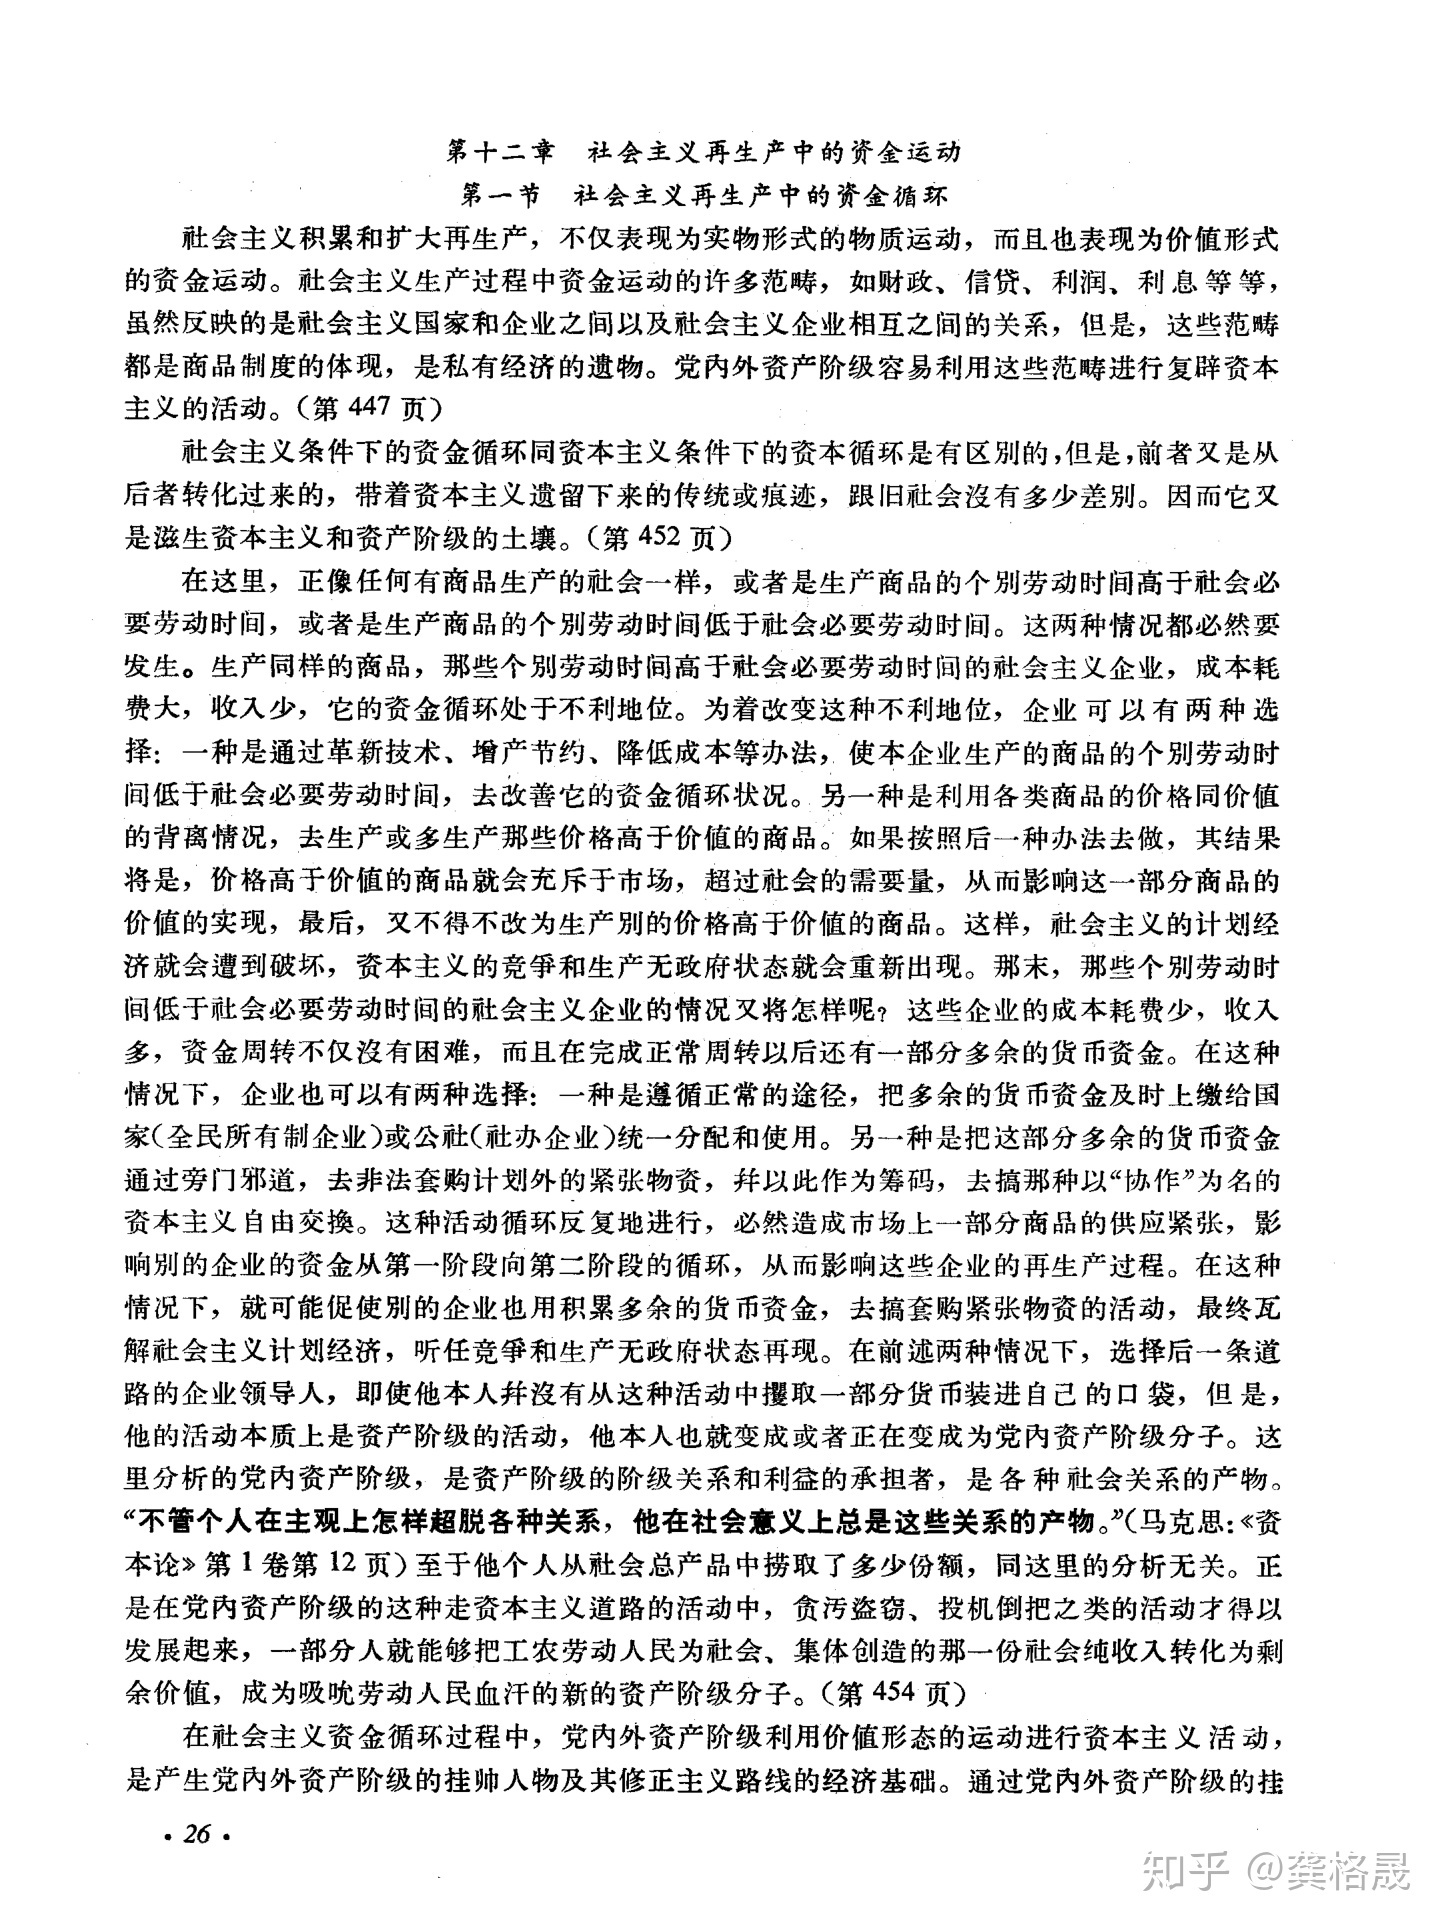 第十二章　社会主义再生产中的资金运动
第一节　社会主义再生产中的资金循环
社会主义积累和扩大再生产，不仅表现为实物形式的物质运动，而且也表现为价值形式
的资金运动。社会主义生产过程中资金运动的许多范畴，如财政、信贷、利润、利息等等，
虽然反映的是社会主义国家和企业之间以及社会主义企业相互之间的关系，但是，这些范畴
都是商品制度的体现，是私有经济的遗物。党内外资产阶级容易利用这些范畴进行复辟资本
主义的活动。（第 447 页）
社会主义条件下的资金循环同资本主义条件下的资本循环是有区别的，但是，前者又是从
后者转化过来的，带着资本主义遗留下来的传统或痕迹，跟旧社会沒有多少差别。因而它又
是滋生资本主义和资产阶级的土壤。（第 452 页）
在这里，正像任何有商品生产的社会一样，或者是生产商品的个别劳动时间高于社会必
要劳动时间，或者是生产商品的个别劳动时间低于社会必要劳动时间。这两种情况都必然要
发生。生产同样的商品，那些个别劳动时间高于社会必要劳动时间的社会主义企业，成本耗
费大，收入少，它的资金循环处于不利地位。为着改变这种不利地位，企业可以有两种选
择：一种是通过革新技术、增产节约、降低成本等办法，使本企业生产的商品的个别劳动时
间低于社会必要劳动时间，去改善它的资金循环状况。另一种是利用各类商品的价格同价值
的背离情况，去生产或多生产那些价格高于价值的商品。如果按照后一种办法去做，其结果
将是，价格高于价值的商品就会充斥于市场，超过社会的需要量，从而影响这一部分商品的
价值的实现，最后，又不得不改为生产别的价格高于价值的商品。这样，社会主义的计划经
济就会遭到破坏，资本主义的竞爭和生产无政府状态就会重新出现。那末，那些个别劳动时
间低于社会必要劳动时间的社会主义企业的情况又将怎样呢？这些企业的成本耗费少，收入
多，资金周转不仅沒有困难，而且在完成正常周转以后还有一部分多余的货币资金。在这种
情况下，企业也可以有两种选择：一种是遵循正常的途径，把多余的货币资金及时上缴给国
家（全民所有制企业）或公社（社办企业）统一分配和使用。另一种是把这部分多余的货币资金
通过旁门邪道，去非法套购计划外的紧张物资，幷以此作为筹码，去搞那种以“协作”为名的
资本主义自由交换。这种活动循环反复地进行，必然造成市场上一部分商品的供应紧张，影
响别的企业的资金从第一阶段向第二阶段的循环，从而影响这些企业的再生产过程。在这种
情况下，就可能促使别的企业也用积累多余的货币资金，去搞套购紧张物资的活动，最终瓦
解社会主义计划经济，听任竞爭和生产无政府状态再现。在前述两种情况下，选择后一条道
路的企业领导人，即使他本人幷沒有从这种活动中攫取一部分货币装进自己的口袋，但是，
他的活动本质上是资产阶级的活动，他本人也就变成或者正在变成为党内资产阶级分子。这
里分析的党内资产阶级，是资产阶级的阶级关系和利益的承担者，是各种社会关系的产物。
“不管个人在主观上怎样超脱各种关系，他在社会意义上总是这些关系的产物。”（马克思：《资
本论》第 1 卷第 12 页）至于他个人从社会总产品中捞取了多少份额，同这里的分析无关。正
是在党内资产阶级的这种走资本主义道路的活动中，贪污盗窃、投机倒把之类的活动才得以
发展起来，一部分人就能够把工农劳动人民为社会、集体创造的那一份社会纯收入转化为剩
余价值，成为吸吮劳动人民血汗的新的资产阶级分子。（第 454 页）
在社会主义资金循环过程中，党内外资产阶级利用价值形态的运动进行资本主义活动，
是产生党内外资产阶级的挂帅人物及其修正主义路线的经济基础。通过党内外资产阶级的挂
· 26 ·
知乎 @龚格晟